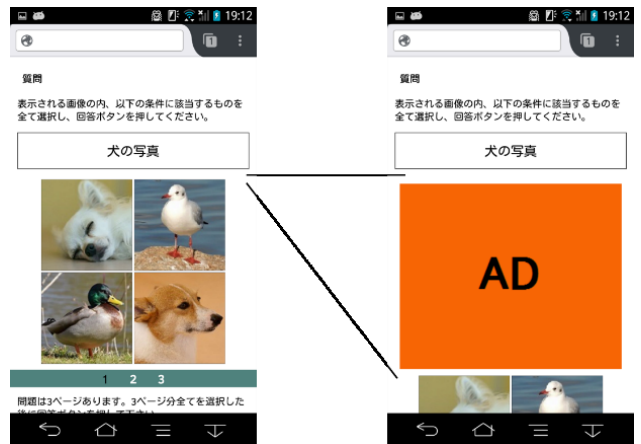 19:12
1
質問
表示される画像の内、以下の条件に該当するものを
全て選択し、回答ボタンを押してください。
犬の写真
1 2 3
問題は3ページあります。3ページ分全てを選択した
19:12
1
質問
表示される画像の内、以下の条件に該当するものを
全て選択し、回答ボタンを押してください。
犬の写真
AD